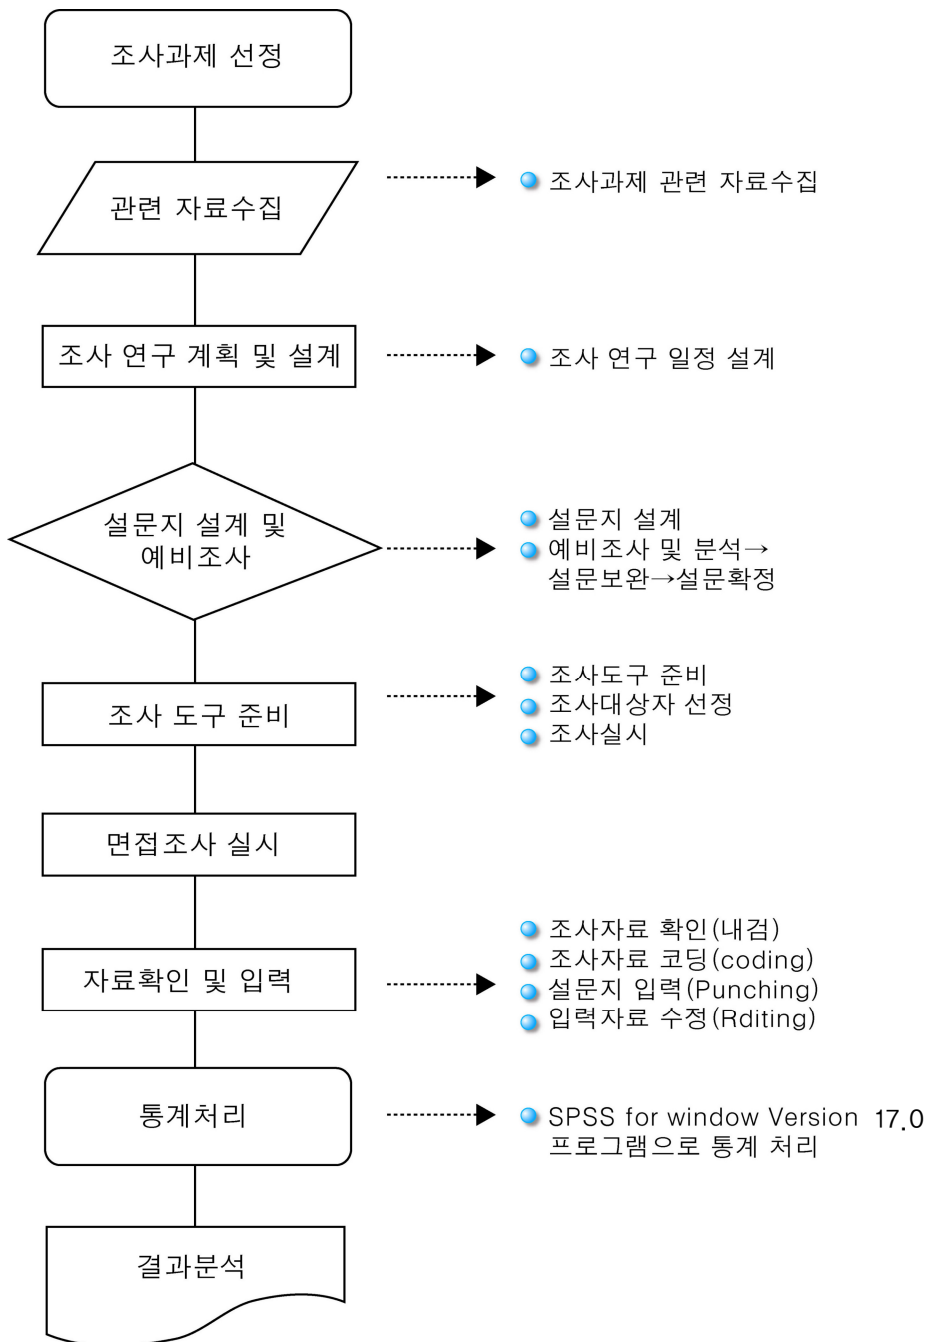 조사과제 선정
관련 자료수집
조사과제 관련 자료수집
조사 연구 계획 및 설계
조사 연구 일정 설계
설문지 설계 및
예비조사
설문지 설계
예비조사 및 분석→
설문보완→설문확정
조사 도구 준비
조사도구 준비
조사대상자 선정
조사실시
면접조사 실시
자료확인 및 입력
조사자료 확인(내검)
조사자료 코딩(coding)
설문지 입력(Punching)
입력자료 수정(Rditing)
통계처리
SPSS for window Version 17.0
프로그램으로 통계 처리
결과분석